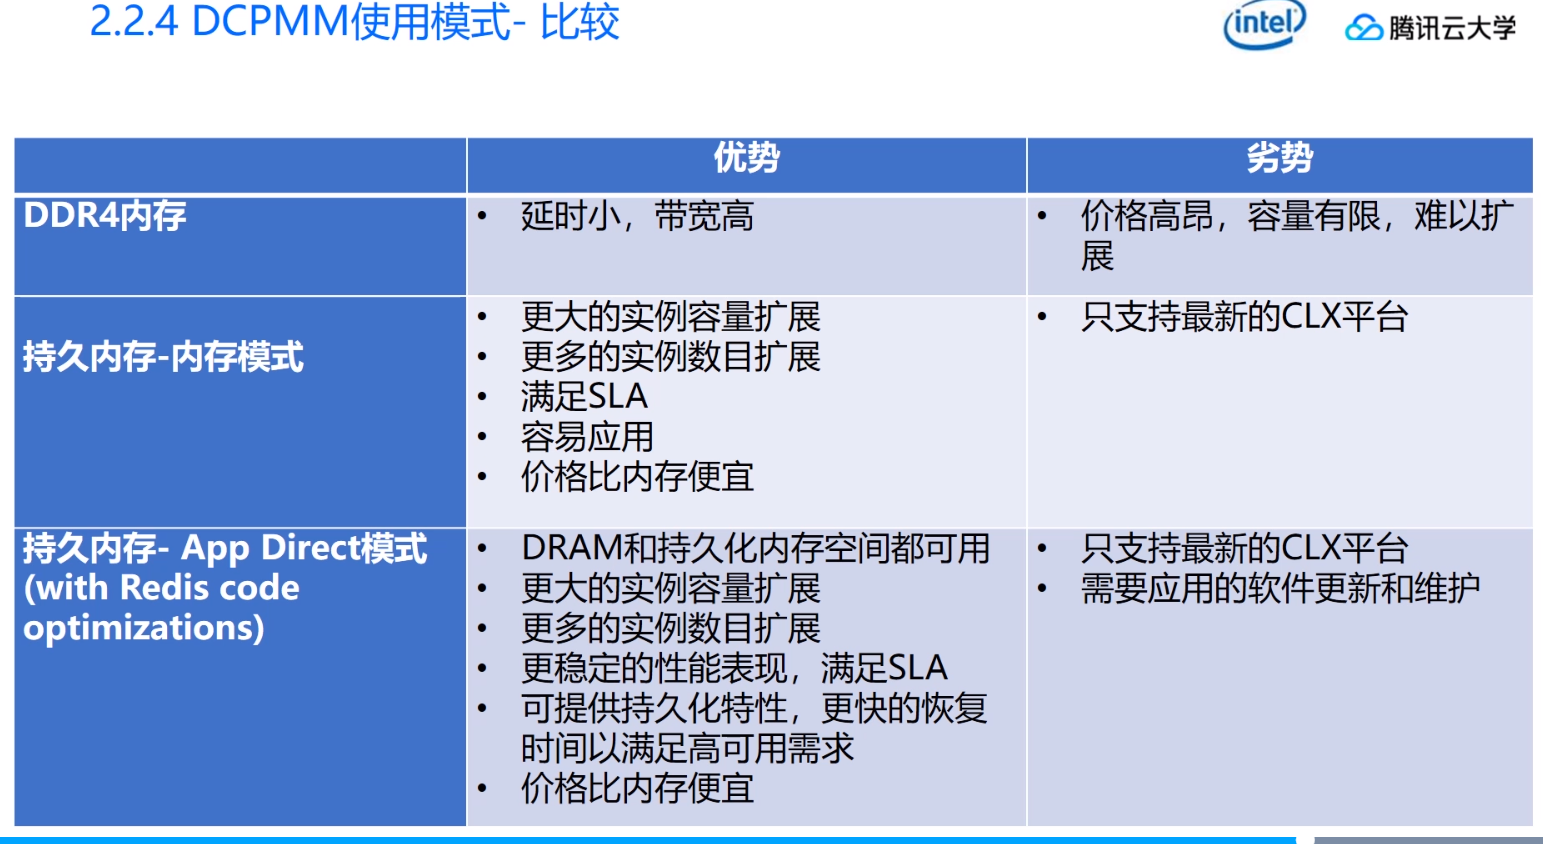 2.2.4 DCPMM使用模式- 比较
intel
腾讯云大学
优势
劣势
DDR4内存
• 延时小，带宽高
• 价格高昂，容量有限，难以扩
展
持久内存-内存模式
• 更大的实例容量扩展
• 更多的实例数目扩展
• 满足SLA
• 容易应用
• 价格比内存便宜
• 只支持最新的CLX平台
持久内存- App Direct模式
(with Redis code
optimizations)
• DRAM和持久化内存空间都可用
• 更大的实例容量扩展
• 更多的实例数目扩展
• 更稳定的性能表现，满足SLA
• 可提供持久化特性，更快的恢复
时间以满足高可用需求
• 价格比内存便宜
• 只支持最新的CLX平台
• 需要应用的软件更新和维护